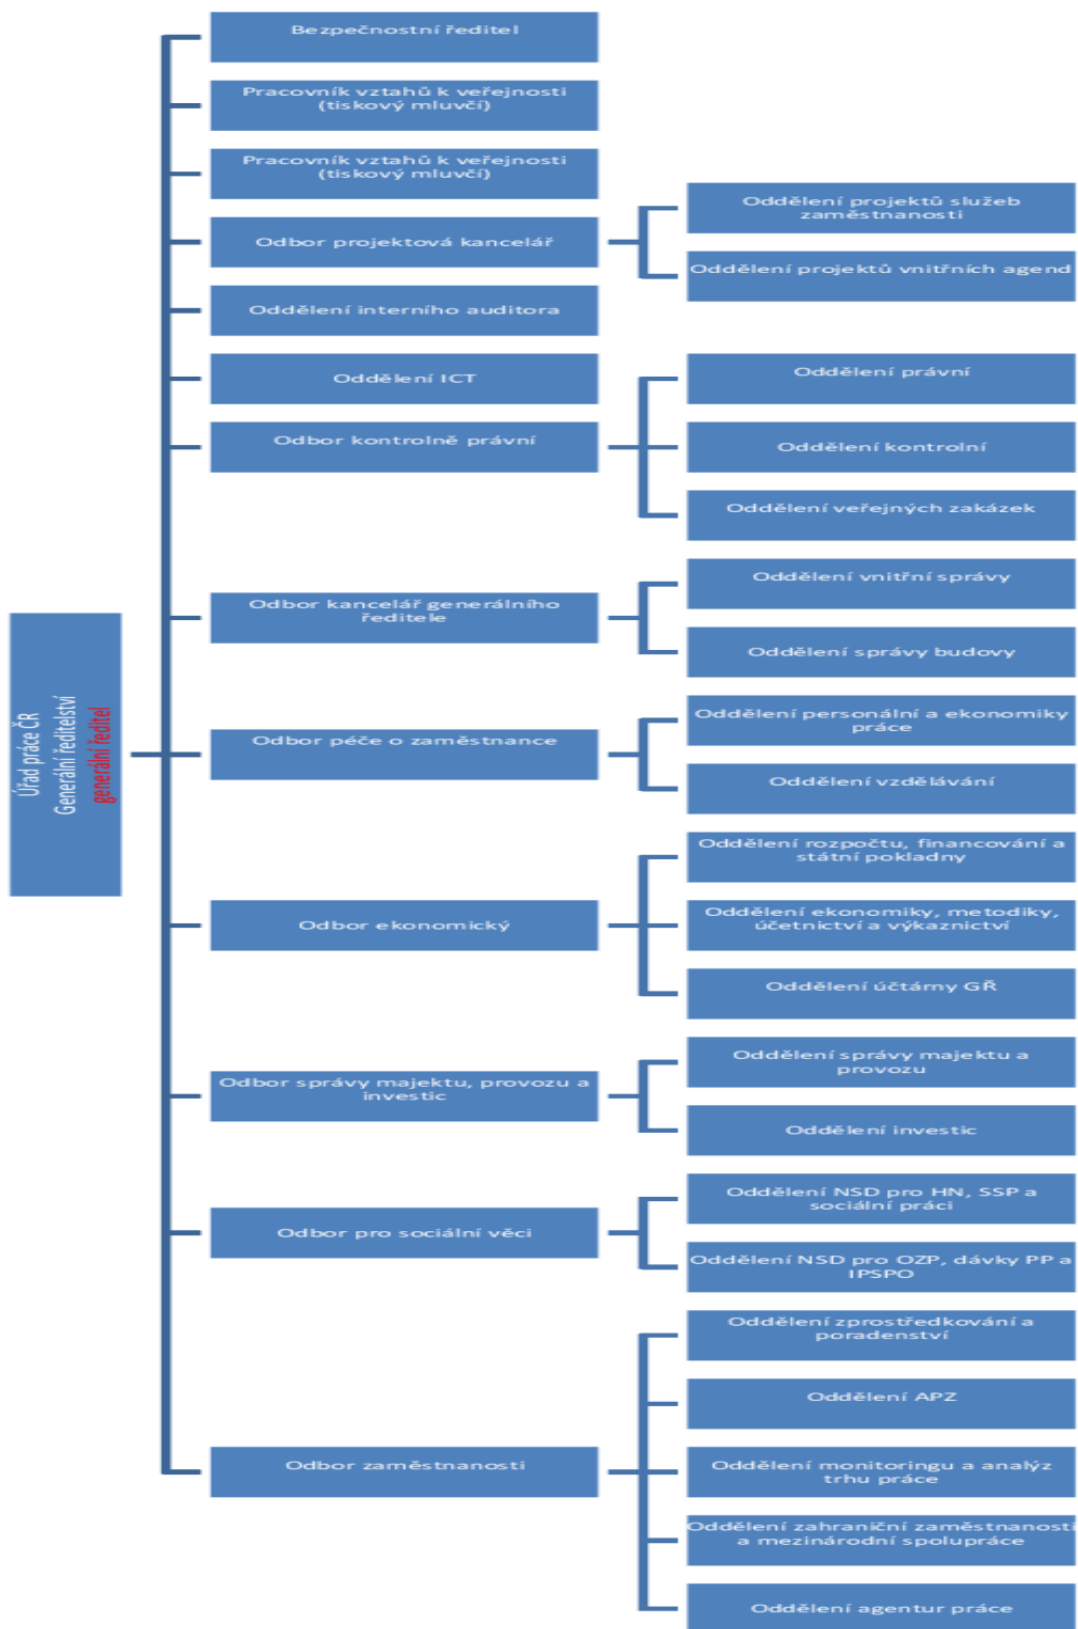 Úřad práce ČR
Generální ředitelství
generální ředitel
Bezpečnostní ředitel
Pracovník vztahů k veřejnosti
(tiskový mluvčí)
Pracovník vztahů k veřejnosti
(tiskový mluvčí)
Odbor projektová kancelář
Oddělení projektů služeb
zaměstnanosti
Oddělení projektů vnitřních agend
Oddělení interního auditora
Oddělení ICT
Odbor kontrolně právní
Oddělení právní
Oddělení kontrolní
Oddělení veřejných zakázek
Odbor kancelář generálního
ředitele
Oddělení vnitřní správy
Oddělení správy budovy
Odbor péče o zaměstnance
Oddělení personální a ekonomiky
práce
Oddělení vzdělávání
Odbor ekonomický
Oddělení rozpočtu, financování a
státní pokladny
Oddělení ekonomiky, metodiky,
účetnictví a výkaznictví
Oddělení účtárny GŘ
Odbor správy majektu, provozu a
investic
Oddělení správy majektu a
provozu
Oddělení investic
Odbor pro sociální věci
Oddělení NSD pro HN, SSP a
sociální práci
Oddělení NSD pro OZP, dávky PP a
IPSPO
Odbor zaměstnanosti
Oddělení zprostředkování a
poradenství
Oddělení APZ
Oddělení monitoringu a analýz
trhu práce
Oddělení zahraniční zaměstnanosti
a mezinárodní spolupráce
Oddělení agentur práce